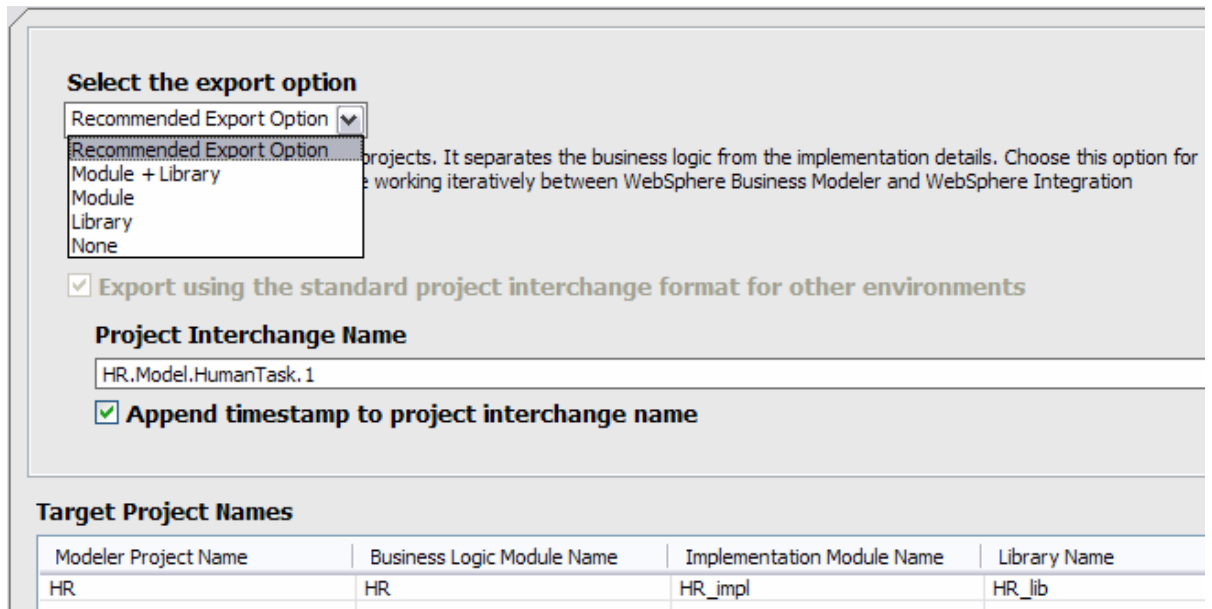 Select the export option
Recommended Export Option
Recommended Export Option
projects. It separates the business logic from the implementation details. Choose this option for
Module + Library
working iteratively between WebSphere Business Modeler and WebSphere Integration
Module
Library
None
Export using the standard project interchange format for other environments
Project Interchange Name
HR.Model.HumanTask.1
Append timestamp to project interchange name
Target Project Names
Modeler Project Name Business Logic Module Name Implementation Module Name Library Name
HR HR HR_impl HR_lib